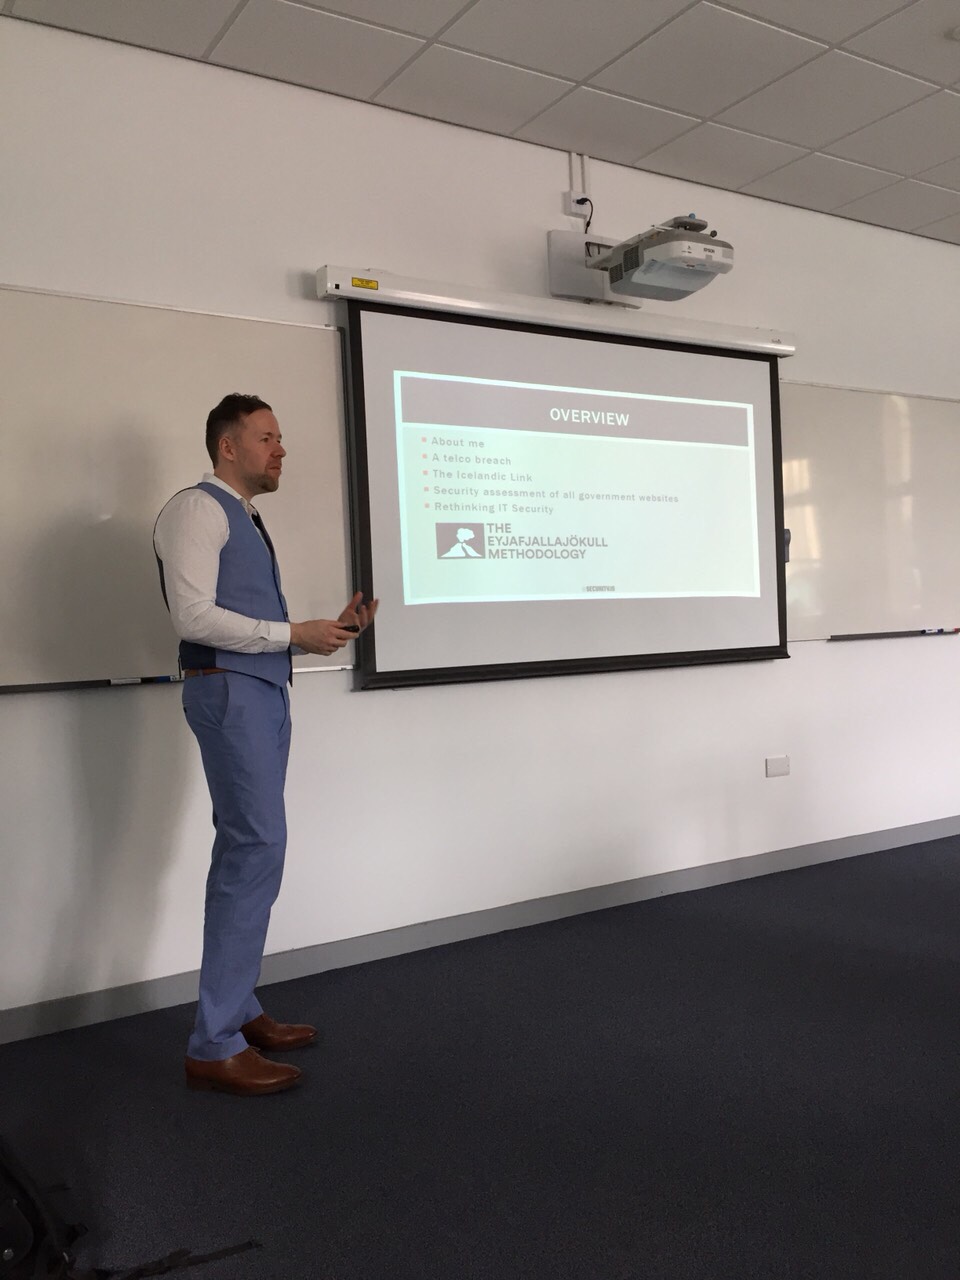 EPSON
OVERVIEW
About me
A telco breach
The Icelandic Link
Security assessment of all government websites
Rethinking IT Security
THE
EYJAFJALLAJÖKULL
METHODOLOGY